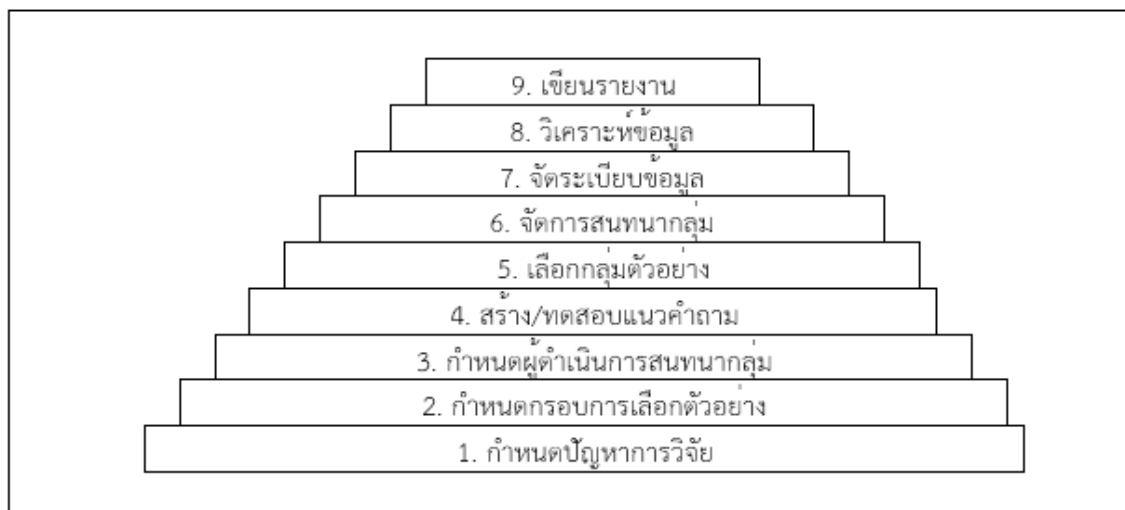 9. เขียนรายงาน
8. วิเคราะห์ข้อมูล
7. จัดระเบียบข้อมูล
6. จัดการสนทนากลุ่ม
5. เลือกกลุ่มตัวอย่าง
4. สร้าง/ทดสอบแนวคำถาม
3. กำหนดผู้ดำเนินการสนทนากลุ่ม
2. กำหนดกรอบการเลือกตัวอย่าง
1. กำหนดปัญหาการวิจัย